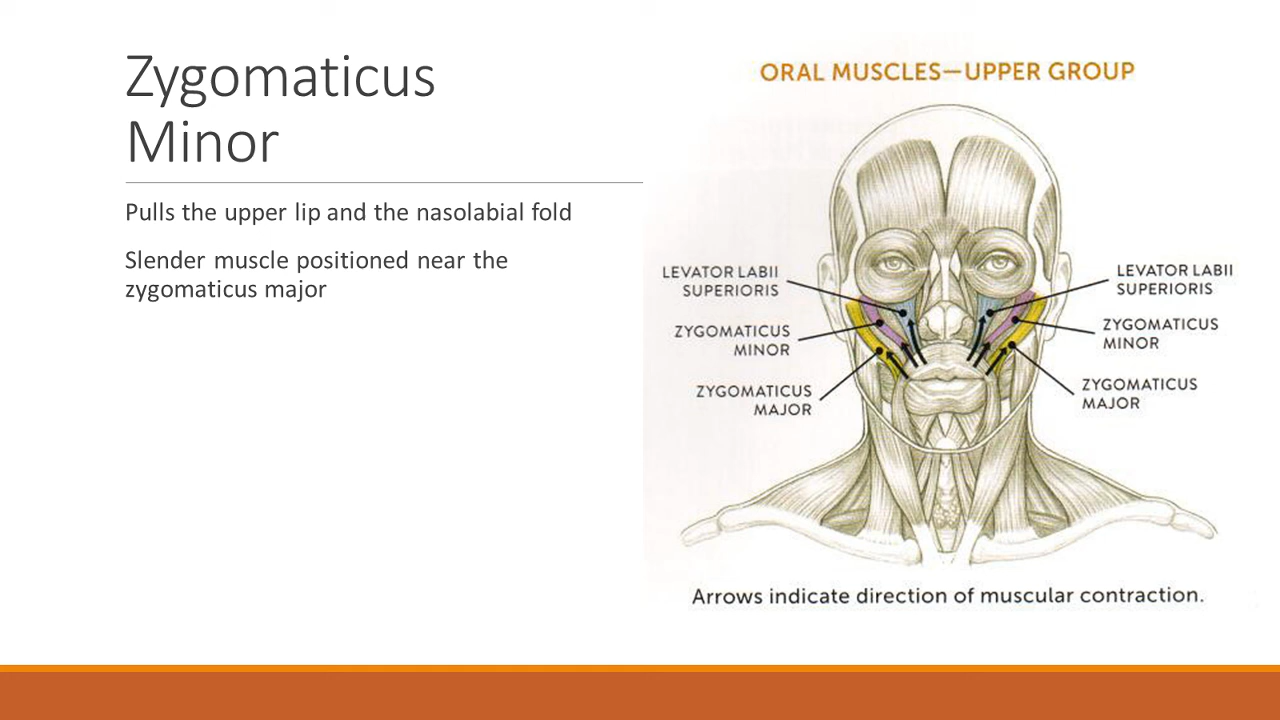 Zygomaticus
Minor
Pulls the upper lip and the nasolabial fold
Slender muscle positioned near the
zygomaticus major
ORAL MUSCLES—UPPER GROUP
LEVATOR LABII
SUPERIORIS
ZYGOMATICUS
MINOR
ZYGOMATICUS
MAJOR
LEVATOR LABII
SUPERIORIS
ZYGOMATICUS
MINOR
ZYGOMATICUS
MAJOR
Arrows indicate direction of muscular contraction.